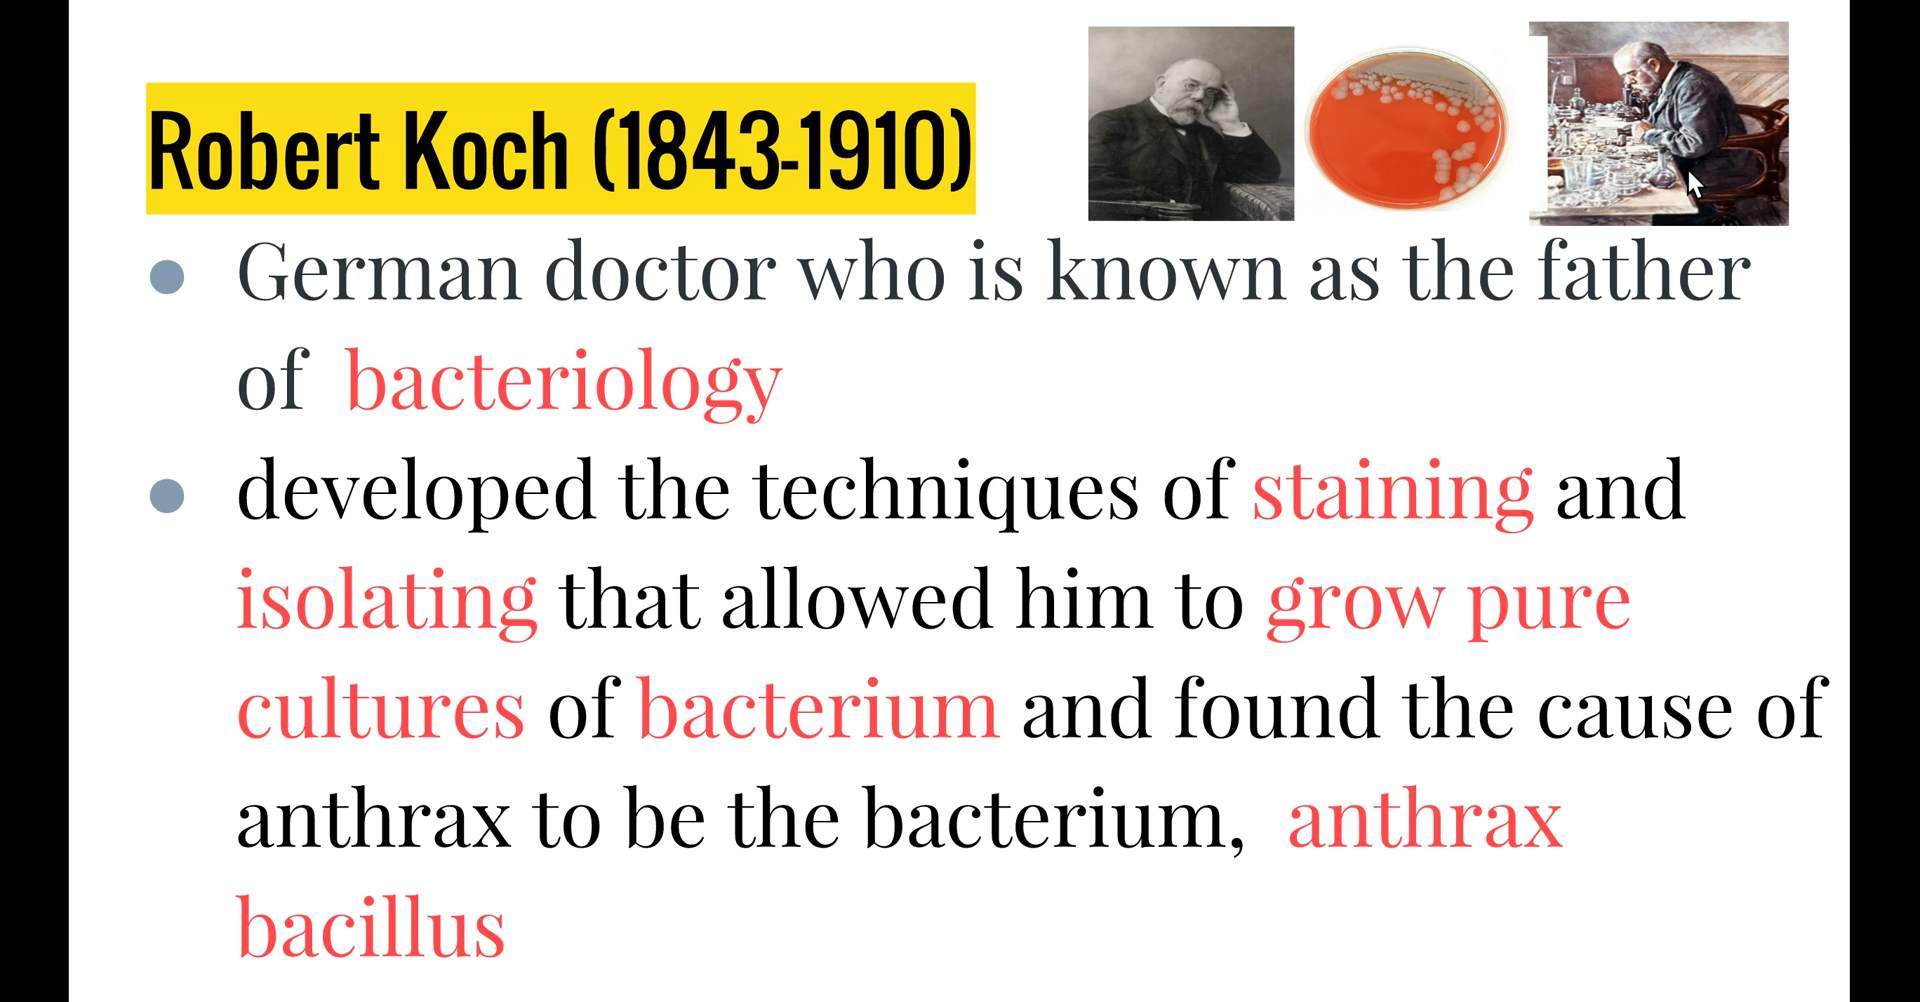 Robert Koch (1843-1910)
German doctor who is known as the father
of bacteriology
developed the techniques of staining and
isolating that allowed him to grow pure
cultures of bacterium and found the cause of
anthrax to be the bacterium, anthrax
bacillus